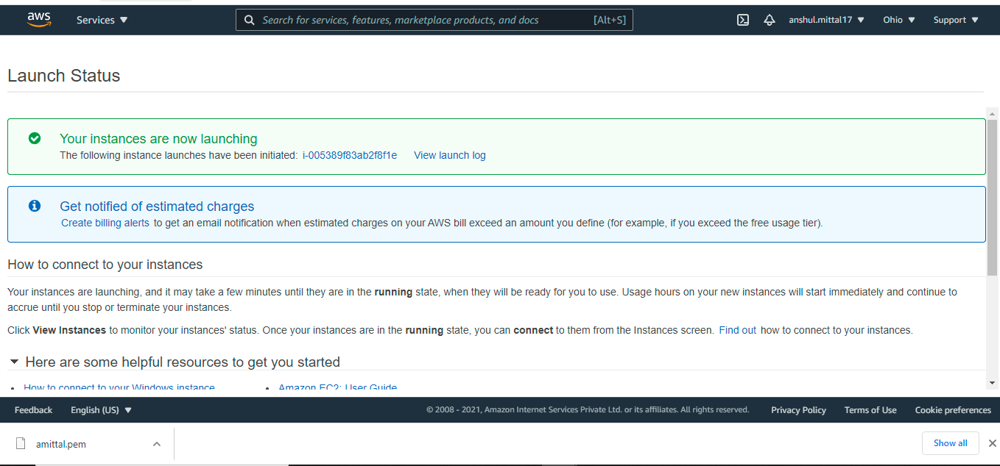 aws
Services
Search for services, features, marketplace products, and docs [Alt+S]
anshul.mittal17
Ohio
Support
Launch Status
Your instances are now launching
The following instance launches have been initiated: i-005389f83ab2f8f1e View launch log
Get notified of estimated charges
Create billing alerts to get an email notification when estimated charges on your AWS bill exceed an amount you define (for example, if you exceed the free usage tier).
How to connect to your instances
Your instances are launching, and it may take a few minutes until they are in the running state, when they will be ready for you to use. Usage hours on your new instances will start immediately and continue to
accrue until you stop or terminate your instances.
Click View Instances to monitor your instances' status. Once your instances are in the running state, you can connect to them from the Instances screen. Find out how to connect to your instances.
Here are some helpful resources to get you started
• How to connect to your Windows instance
• Amazon EC2: User Guide
Feedback
English (US)
© 2008 - 2021, Amazon Internet Services Private Ltd. or its affiliates. All rights reserved.
Privacy Policy
Terms of Use
Cookie preferences
amittal.pem
Show all